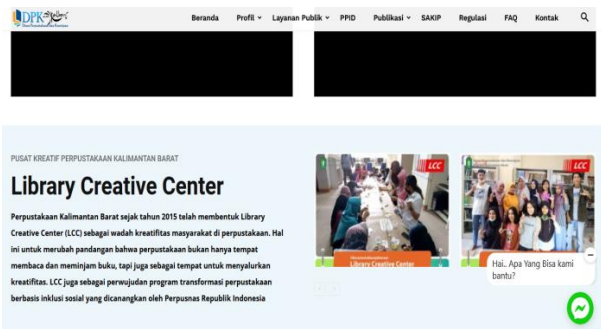 DPK
Beranda Profil Layanan Publik PPID Publikasi SAKIP Regulasi FAQ Kontak
PUSAT KREATIF PERPUSTAKAAN KALIMANTAN BARAT
Library Creative Center
Perpustakaan Kalimantan Barat sejak tahun 2015 telah membentuk Library
Creative Center (LCC) sebagai wadah kreatifitas masyarakat di perpustakaan. Hal
ini untuk merubah pandangan bahwa perpustakaan bukan hanya tempat
membaca dan meminjam buku, tapi juga sebagai tempat untuk menyalurkan
kreatifitas. LCC juga sebagai perwujudan program transformasi perpustakaan
berbasis inklusi sosial yang dicanangkan oleh Perpusnas Republik Indonesia
LCC
Library Creative Center
LCC
Hai.. Apa Yang Bisa kami
bantu?